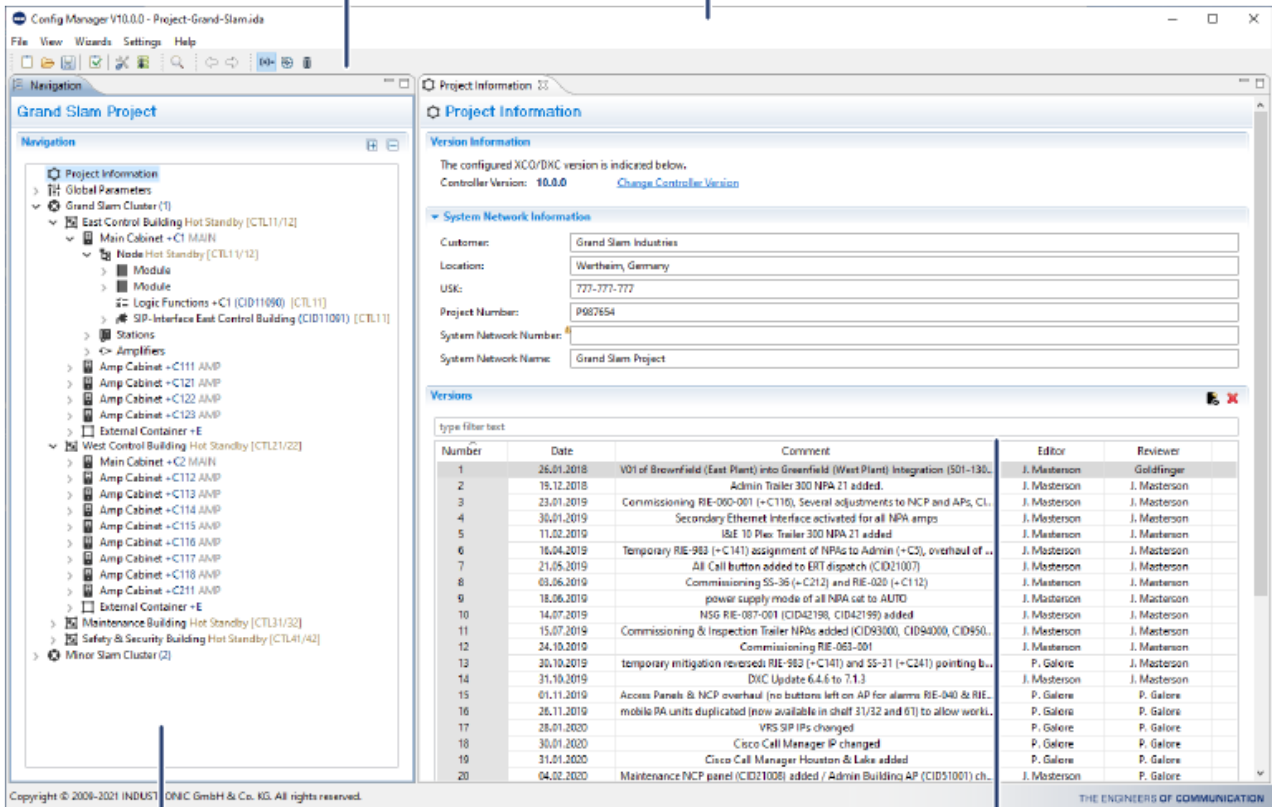 Config Manager V10.0.0 - Project-Grand-Slam.ida
File View Wizards Settings Help
Navigation
Grand Slam Project
Navigation
Project Information
Global Parameters
Grand Slam Cluster (1)
East Control Building Hot Standby [CTL11/12]
Main Cabinet +C1 MAIN
Node Hot Standby [CTL11/12]
Module
Module
Logic Functions +C1 (CID11090) [CTL11]
SIP-Interface East Control Building (CID11091) [CTL11]
Stations
Amplifiers
Amp Cabinet +C111 AMP
Amp Cabinet +C121 AMP
Amp Cabinet +C122 AMP
Amp Cabinet +C123 AMP
External Container +E
West Control Building Hot Standby [CTL21/22]
Main Cabinet +C2 MAIN
Amp Cabinet +C112 AMP
Amp Cabinet +C113 AMP
Amp Cabinet +C114 AMP
Amp Cabinet +C115 AMP
Amp Cabinet +C116 AMP
Amp Cabinet +C117 AMP
Amp Cabinet +C118 AMP
Amp Cabinet +C211 AMP
External Container +E
Maintenance Building Hot Standby [CTL31/32]
Safety & Security Building Hot Standby [CTL41/42]
Minor Slam Cluster (2)
Project Information
Project Information
Version Information
The configured XCO/DXC version is indicated below.
Controller Version: 10.0.0 Change Controller Version
System Network Information
Customer: Grand Slam Industries
Location: Wertheim, Germany
USK: 777-777-777
Project Number: P987654
System Network Number:
System Network Name: Grand Slam Project
Versions
type filter text
Number Date Comment Editor Reviewer
1 26.01.2018 V01 of Brownfield (East Plant) into Greenfield (West Plant) Integration (S01-130... J. Masterson Goldfinger
2 19.12.2018 Admin Trailer 300 NPA 21 added. J. Masterson J. Masterson
3 23.01.2019 Commissioning RIE-060-001 (+C116), Several adjustments to NCP and APs, Cl... J. Masterson J. Masterson
4 30.01.2019 Secondary Ethernet Interface activated for all NPA amps J. Masterson J. Masterson
5 11.02.2019 I&E 10 Plex Trailer 300 NPA 21 added J. Masterson J. Masterson
6 16.04.2019 Temporary RIE-983 (+C141) assignment of NPAs to Admin (+C5), overhaul of ... J. Masterson J. Masterson
7 21.05.2019 All Call button added to ERT dispatch (CID21007) J. Masterson J. Masterson
8 03.06.2019 Commissioning SS-36 (+C212) and RIE-020 (+C112) J. Masterson J. Masterson
9 18.06.2019 power supply mode of all NPA set to AUTO J. Masterson J. Masterson
10 14.07.2019 NSG RIE-087-001 (CID42198, CID42199) added J. Masterson J. Masterson
11 15.07.2019 Commissioning & Inspection Trailer NPAs added (CID93000, CID94000, CID950... J. Masterson J. Masterson
12 24.10.2019 Commissioning RIE-063-001 J. Masterson J. Masterson
13 30.10.2019 temporary mitigation reversed: RIE-983 (+C141) and SS-31 (+C241) pointing b... P. Galore J. Masterson
14 31.10.2019 DXC Update 6.4.6 to 7.1.3 J. Masterson J. Masterson
15 01.11.2019 Access Panels & NCP overhaul (no buttons left on AP for alarms RIE-040 & RIE... P. Galore P. Galore
16 26.11.2019 mobile PA units duplicated (now available in shelf 31/32 and 61) to allow worki... P. Galore P. Galore
17 28.01.2020 VRS SIP IPs changed P. Galore P. Galore
18 30.01.2020 Cisco Call Manager IP changed P. Galore P. Galore
19 31.01.2020 Cisco Call Manager Houston & Lake added P. Galore P. Galore
20 04.02.2020 Maintenance NCP panel (CID21008) added / Admin Building AP (CID51001) ch... J. Masterson P. Galore
Copyright © 2009-2021 INDUSTRONIC GmbH & Co. KG. All rights reserved.
THE ENGINEERS OF COMMUNICATION